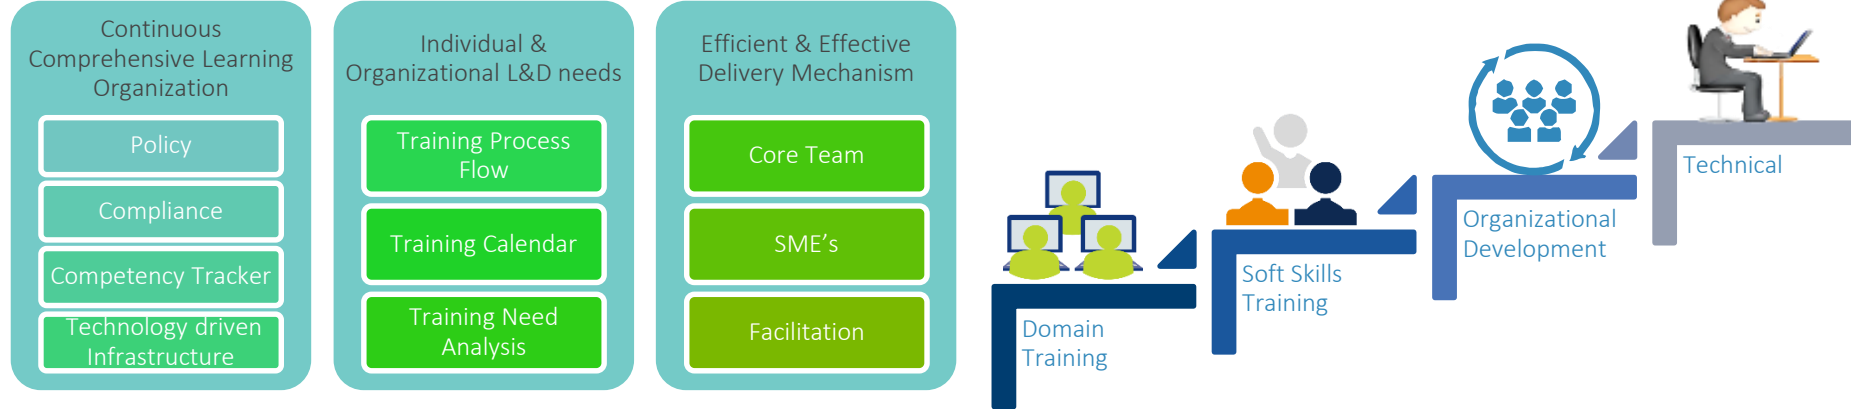 Continuous
Comprehensive Learning
Organization
Policy
Compliance
Competency Tracker
Technology driven
Infrastructure
Individual &
Organizational L&D needs
Training Process
Flow
Training Calendar
Training Need
Analysis
Efficient & Effective
Delivery Mechanism
Core Team
SME's
Facilitation
Domain
Training
Soft Skills
Training
Organizational
Development
Technical